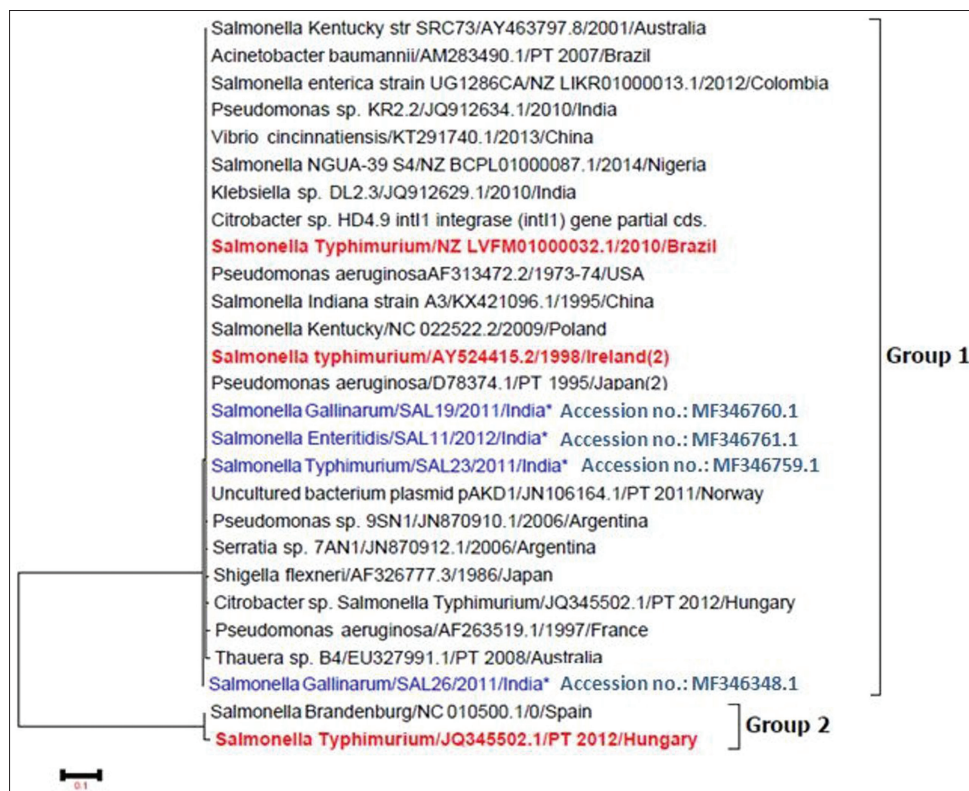 Salmonella Kentucky str SRC73/AY463797.8/2001/Australia
Acinetobacter baumannii/AM283490.1/PT 2007/Brazil
Salmonella enterica strain UG1286CA/NZ LIKR01000013.1/2012/Colombia
Pseudomonas sp. KR2.2/JQ912634.1/2010/India
Vibrio cincinnatiensis/KT291740.1/2013/China
Salmonella NGUA-39 S4/NZ BCPL01000087.1/2014/Nigeria
Klebsiella sp. DL2.3/JQ912629.1/2010/India
Citrobacter sp. HD4.9 intI1 integrase (intI1) gene partial cds.
Salmonella Typhimurium/NZ LVFM01000032.1/2010/Brazil
Pseudomonas aeruginosaAF313472.2/1973-74/USA
Salmonella Indiana strain A3/KX421096.1/1995/China
Salmonella Kentucky/NC 022522.2/2009/Poland
Salmonella typhimurium/AY524415.2/1998/Ireland(2)
Group 1
Pseudomonas aeruginosa/D78374.1/PT 1995/Japan(2)
Salmonella Gallinarum/SAL19/2011/India* Accession no.: MF346760.1
Salmonella Enteritidis/SAL11/2012/India* Accession no.: MF346761.1
Salmonella Typhimurium/SAL23/2011/India* Accession no.: MF346759.1
Uncultured bacterium plasmid pAKD1/JN106164.1/PT 2011/Norway
Pseudomonas sp. 9SN1/JN870910.1/2006/Argentina
Serratia sp. 7AN1/JN870912.1/2006/Argentina
Shigella flexneri/AF326777.3/1986/Japan
Citrobacter sp. Salmonella Typhimurium/JQ345502.1/PT 2012/Hungary
Pseudomonas aeruginosa/AF263519.1/1997/France
Thauera sp. B4/EU327991.1/PT 2008/Australia
Salmonella Gallinarum/SAL26/2011/India* Accession no.: MF346348.1
Salmonella Brandenburg/NC 010500.1/0/Spain
Group 2
Salmonella Typhimurium/JQ345502.1/PT 2012/Hungary
0.1